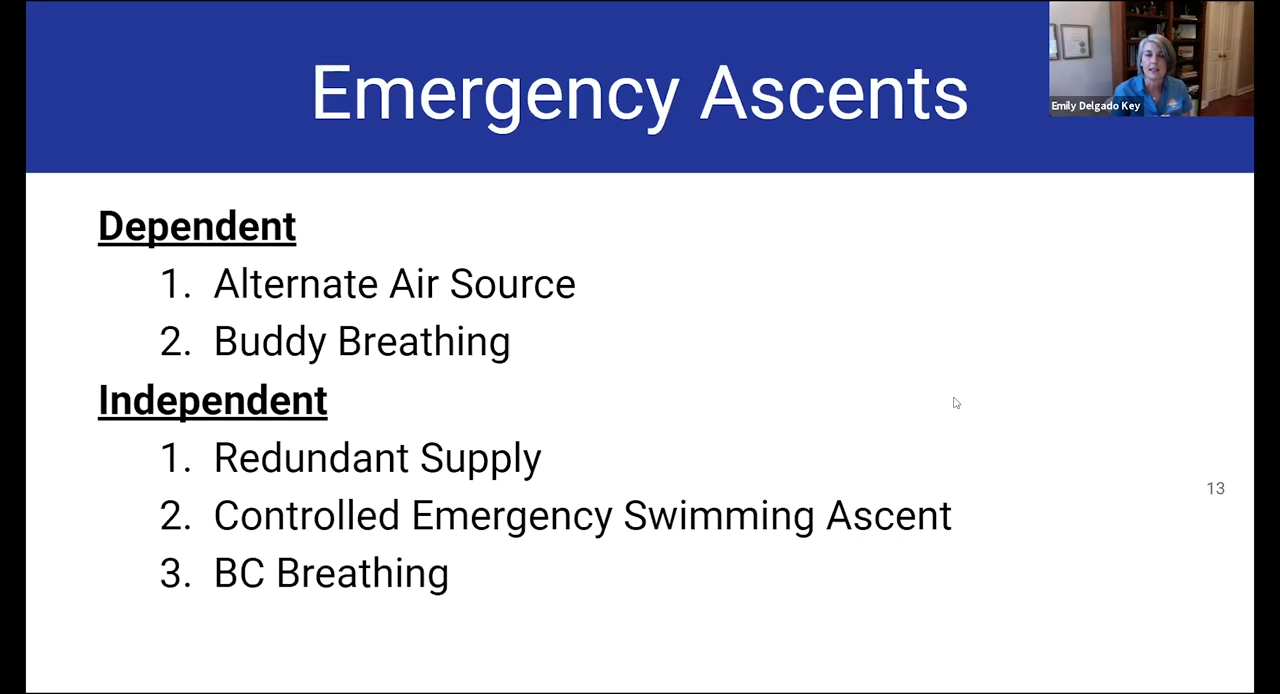 Emergency Ascents
Emily Delgado Key
Dependent
1. Alternate Air Source
2. Buddy Breathing
Independent
1. Redundant Supply
2. Controlled Emergency Swimming Ascent
3. BC Breathing
13